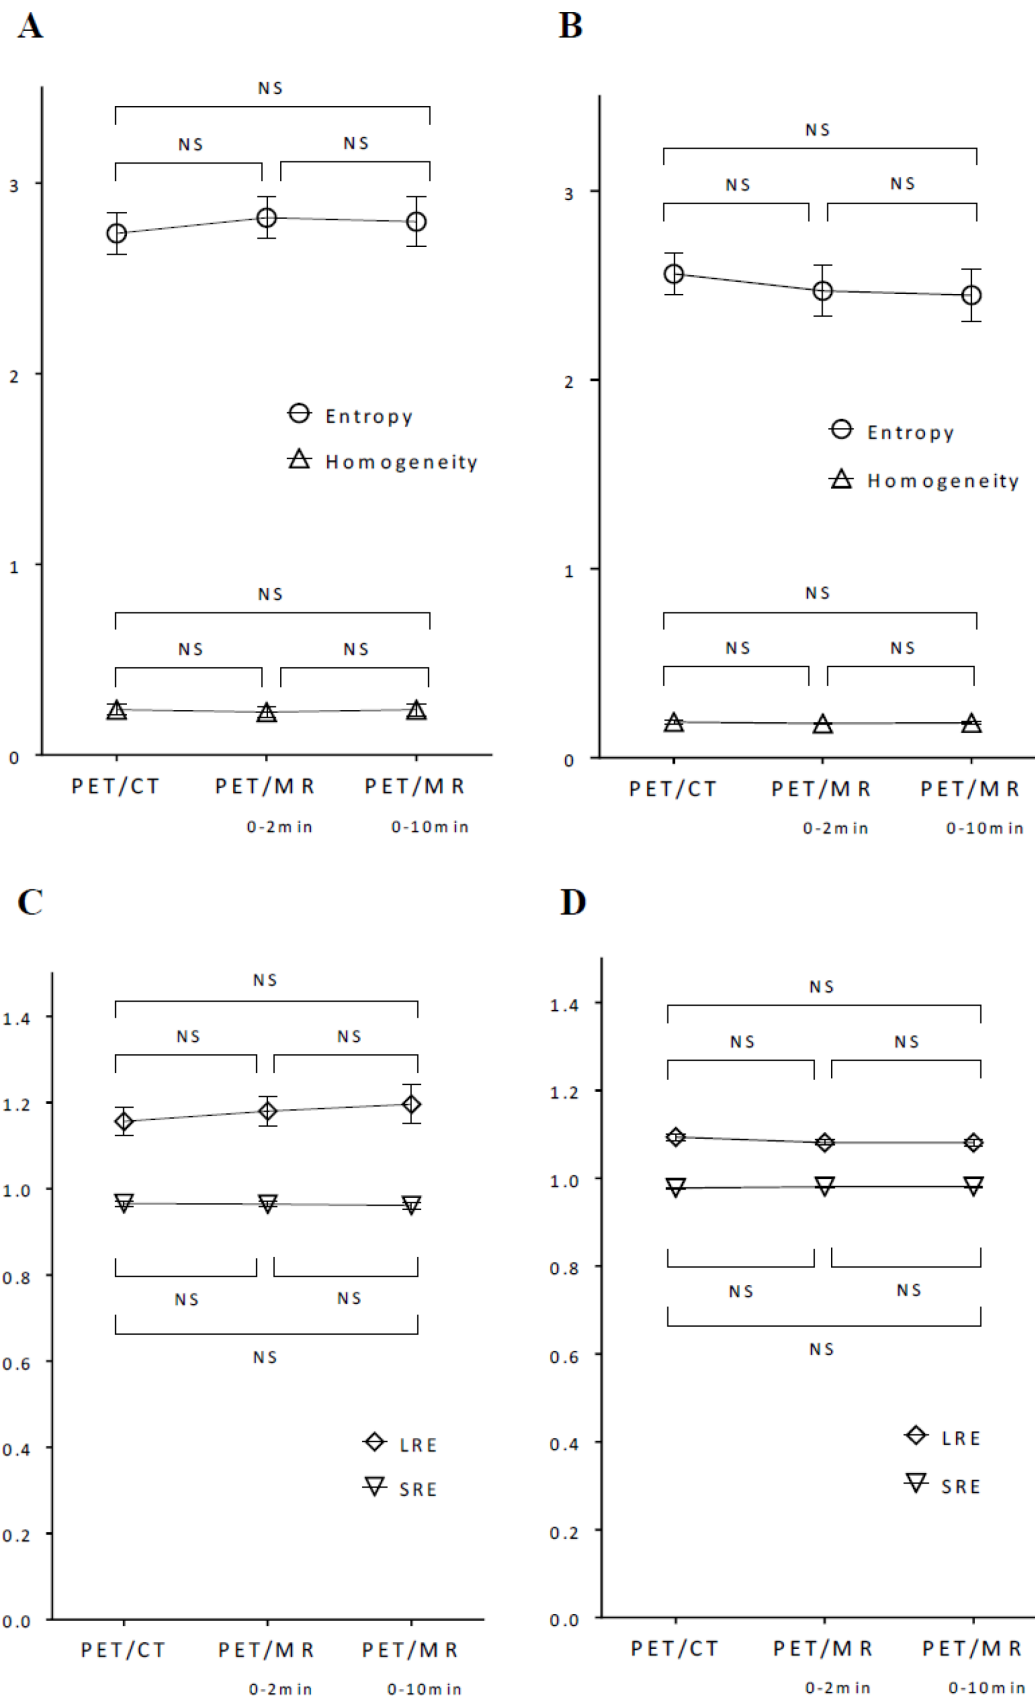 A
NS
NS NS
3
2
Entropy
Homogeneity
1
NS
NS NS
0
PET/CT PET/MR PET/MR
0-2min 0-10min
B
NS
NS NS
3
2
Entropy
Homogeneity
1
NS
NS NS
0
PET/CT PET/MR PET/MR
0-2min 0-10min
C
NS
1.4
NS NS
1.2
1.0
0.8
NS NS
0.6
NS
0.4
LRE
SRE
0.2
0.0
PET/CT PET/MR PET/MR
0-2min 0-10min
D
NS
1.4
NS NS
1.2
1.0
0.8
NS NS
0.6
NS
0.4
LRE
SRE
0.2
0.0
PET/CT PET/MR PET/MR
0-2min 0-10min